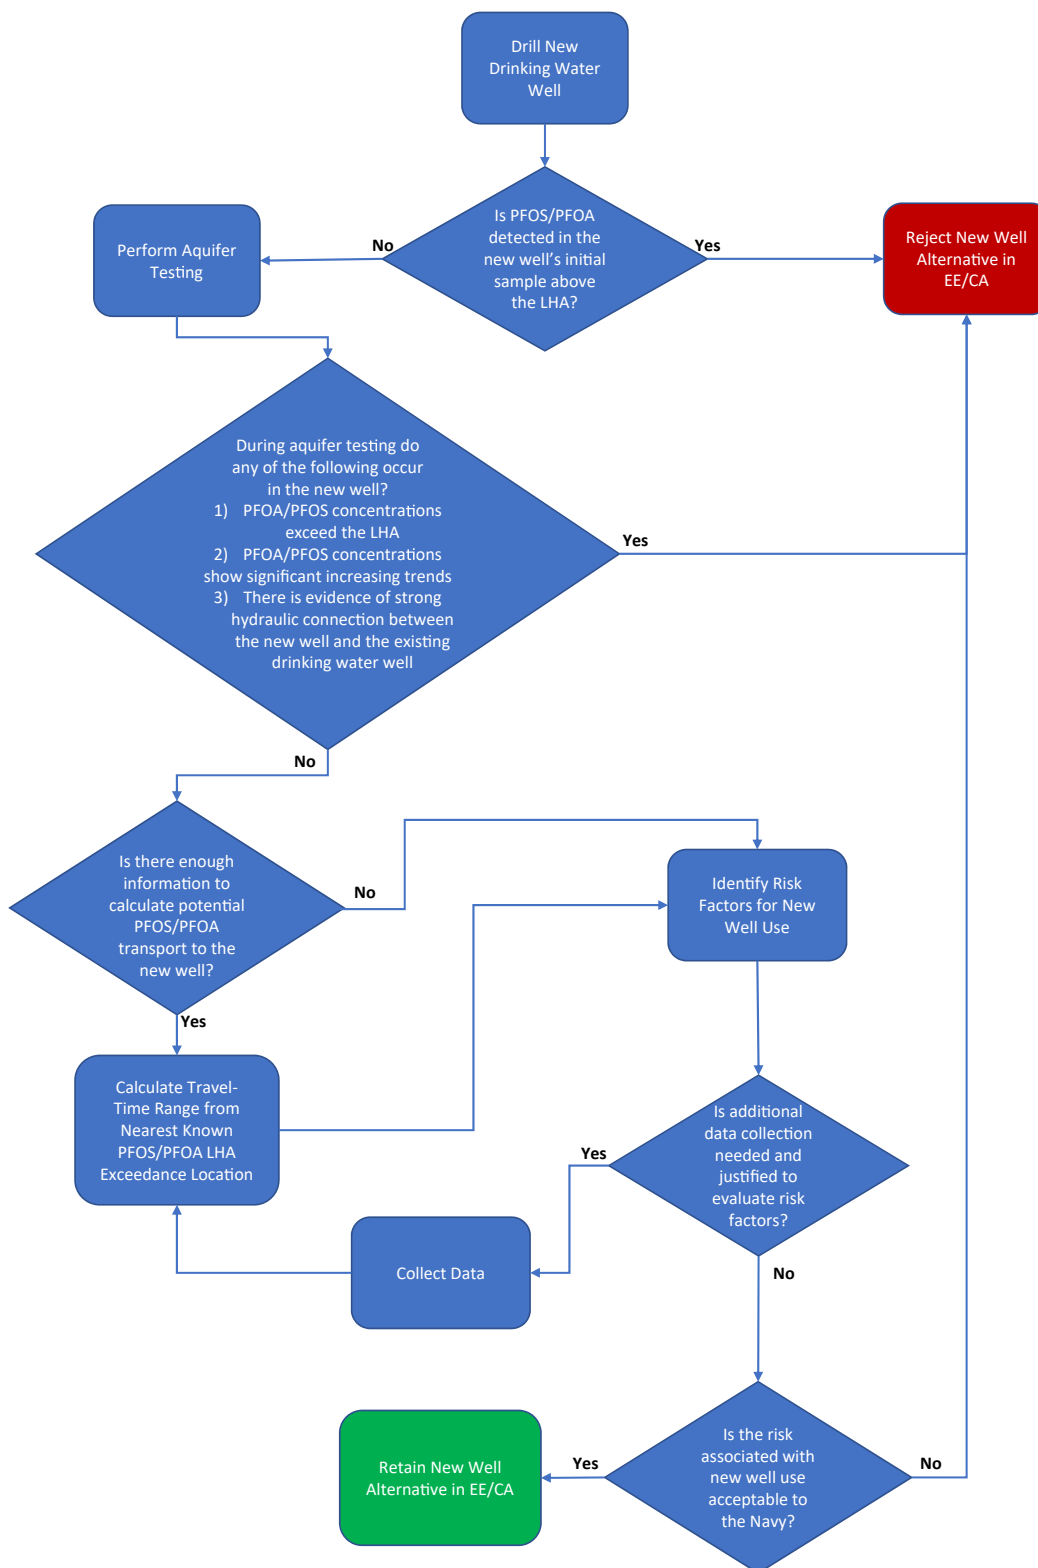 Drill New
Drinking Water
Well
Is PFOS/PFOA
detected in the
new well's initial
sample above
the LHA?
No
Yes
Perform Aquifer
Testing
Reject New Well
Alternative in
EE/CA
During aquifer testing do
any of the following occur
in the new well?
1) PFOA/PFOS concentrations
exceed the LHA
2) PFOA/PFOS concentrations
show significant increasing trends
3) There is evidence of strong
hydraulic connection between
the new well and the existing
drinking water well
Yes
No
Is there enough
information to
calculate potential
PFOS/PFOA
transport to the
new well?
No
Yes
Identify Risk
Factors for New
Well Use
Calculate Travel-
Time Range from
Nearest Known
PFOS/PFOA LHA
Exceedance Location
Is additional
data collection
needed and
justified to
evaluate risk
factors?
Yes
No
Collect Data
Is the risk
associated with
new well use
acceptable to
the Navy?
Yes
No
Retain New Well
Alternative in EE/CA